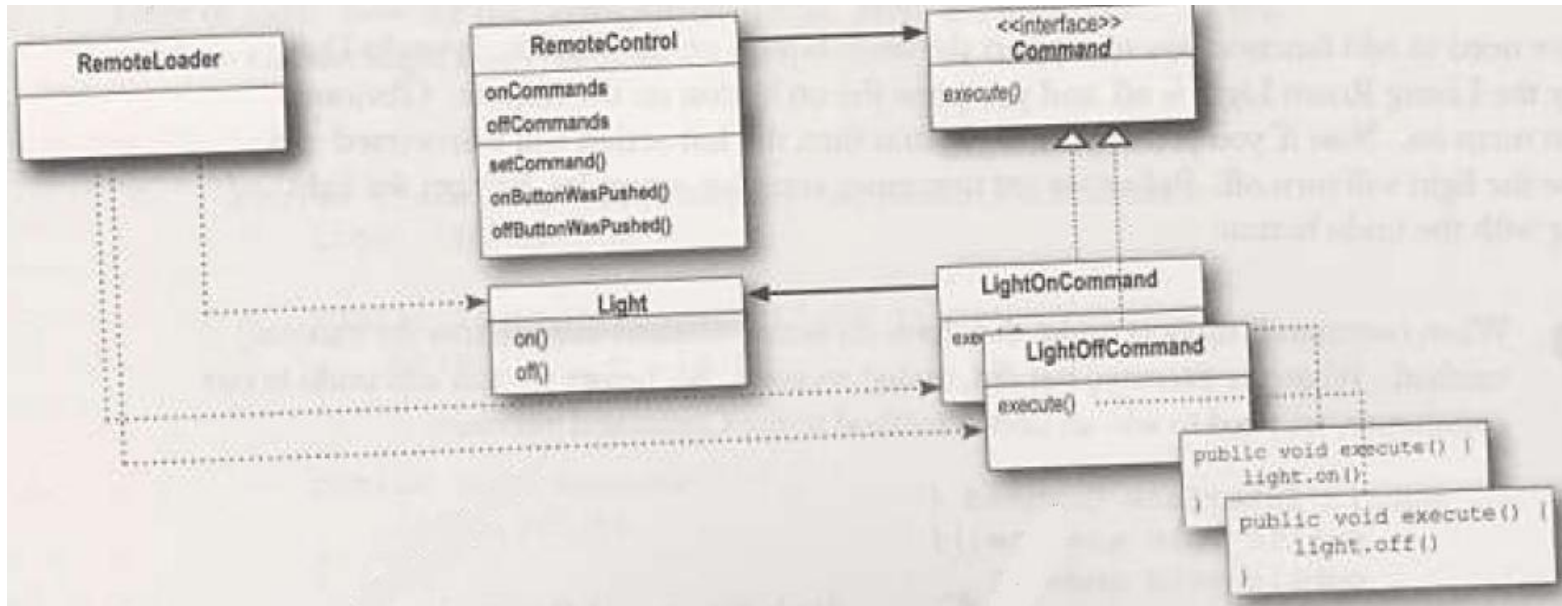 RemoteLoader
RemoteControl
onCommands
offCommands
setCommand()
onButtonWasPushed()
offButtonWasPushed()
<<interface>>
Command
execute()
Light
on()
off()
LightOnCommand
LightOffCommand
execute()
public void execute() {
light.on();
}
public void execute() {
light.off()
}